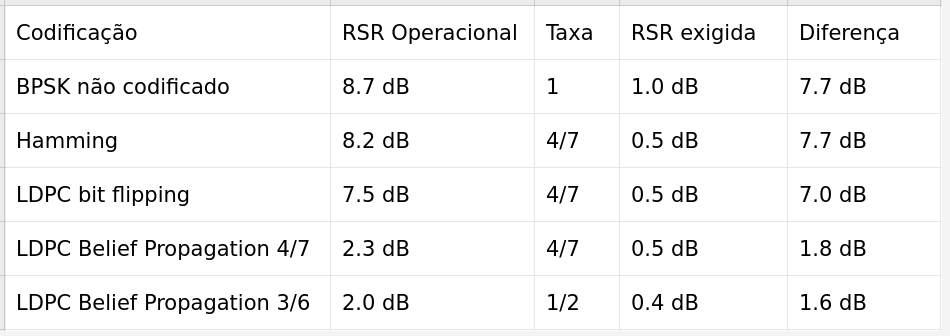 Codificação RSR Operacional Taxa RSR exigida Diferença
BPSK não codificado 8.7 dB 1 1.0 dB 7.7 dB
Hamming 8.2 dB 4/7 0.5 dB 7.7 dB
LDPC bit flipping 7.5 dB 4/7 0.5 dB 7.0 dB
LDPC Belief Propagation 4/7 2.3 dB 4/7 0.5 dB 1.8 dB
LDPC Belief Propagation 3/6 2.0 dB 1/2 0.4 dB 1.6 dB